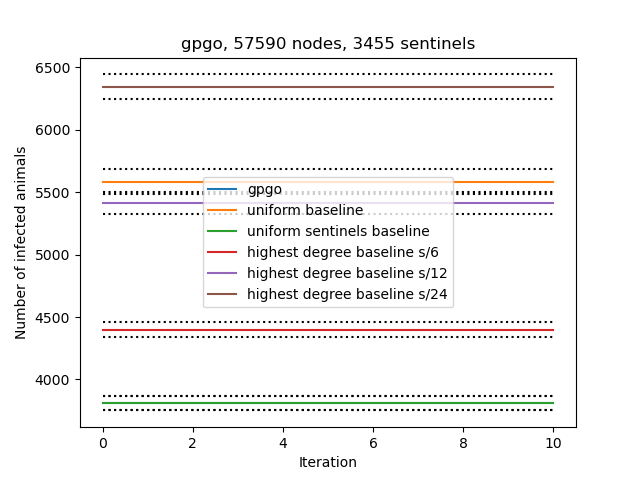 gpgo, 57590 nodes, 3455 sentinels
6500
6000
5500
5000
4500
4000
Number of infected animals
gpgo
uniform baseline
uniform sentinels baseline
highest degree baseline s/6
highest degree baseline s/12
highest degree baseline s/24
0 2 4 6 8 10
Iteration